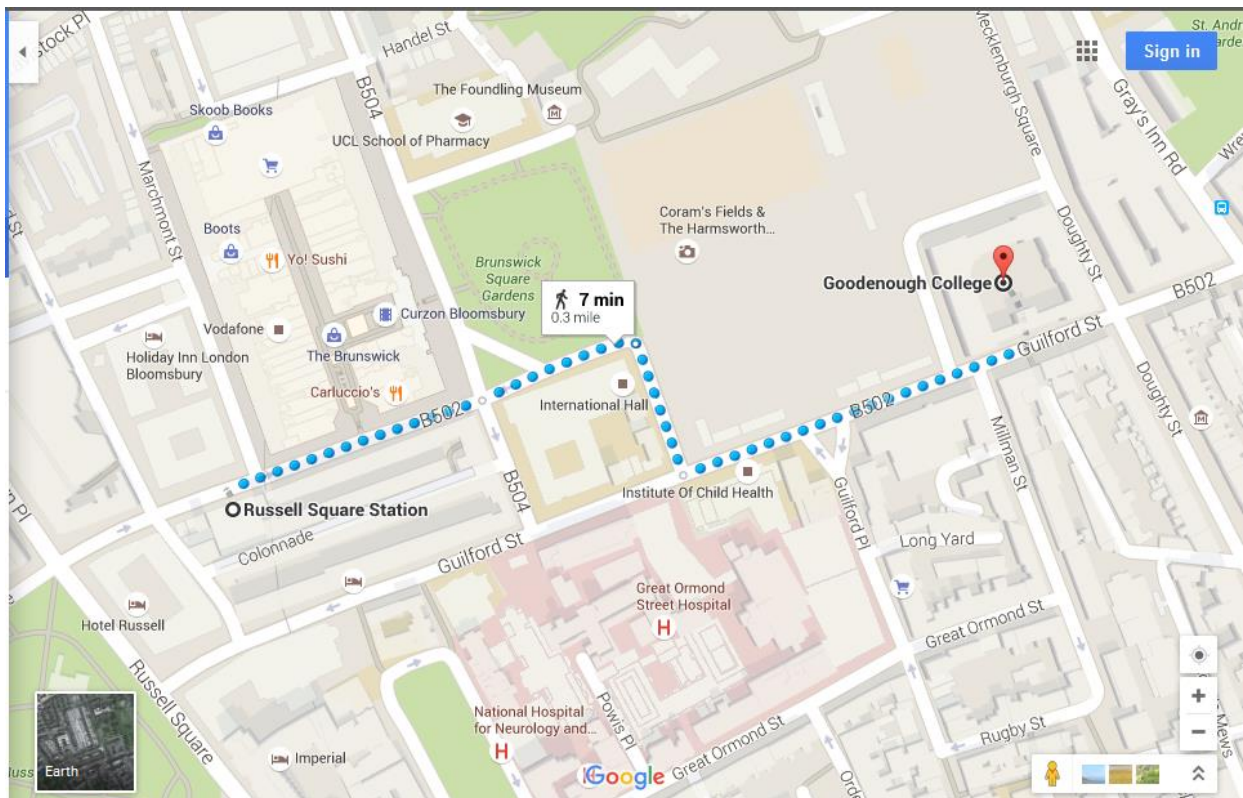 Handel St
St. Andr
Sign in
Mecklenburgh Square
Gray's Inn Rd
B504
The Foundling Museum
Skoob Books
UCL School of Pharmacy
Marchmont St
Coram's Fields &
The Harmsworth...
Boots
Yo! Sushi
Brunswick
Square
Gardens
Doughty St
Goodenough College
B502
7 min
0.3 mile
Curzon Bloomsbury
Vodafone
The Brunswick
Holiday Inn London
Bloomsbury
Guilford St
Carluccio's
B502
International Hall
B502
Doughty St
Millman St
B504
Institute Of Child Health
Russell Square Station
Guilford Pl
Colonnade
Guilford St
Long Yard
Great Ormond
Street Hospital
Hotel Russell
Great Ormond St
Russell Square
National Hospital
for Neurology and...
Powis Pl
Great Ormond St
Rugby St
Mews
Imperial
Earth
Google